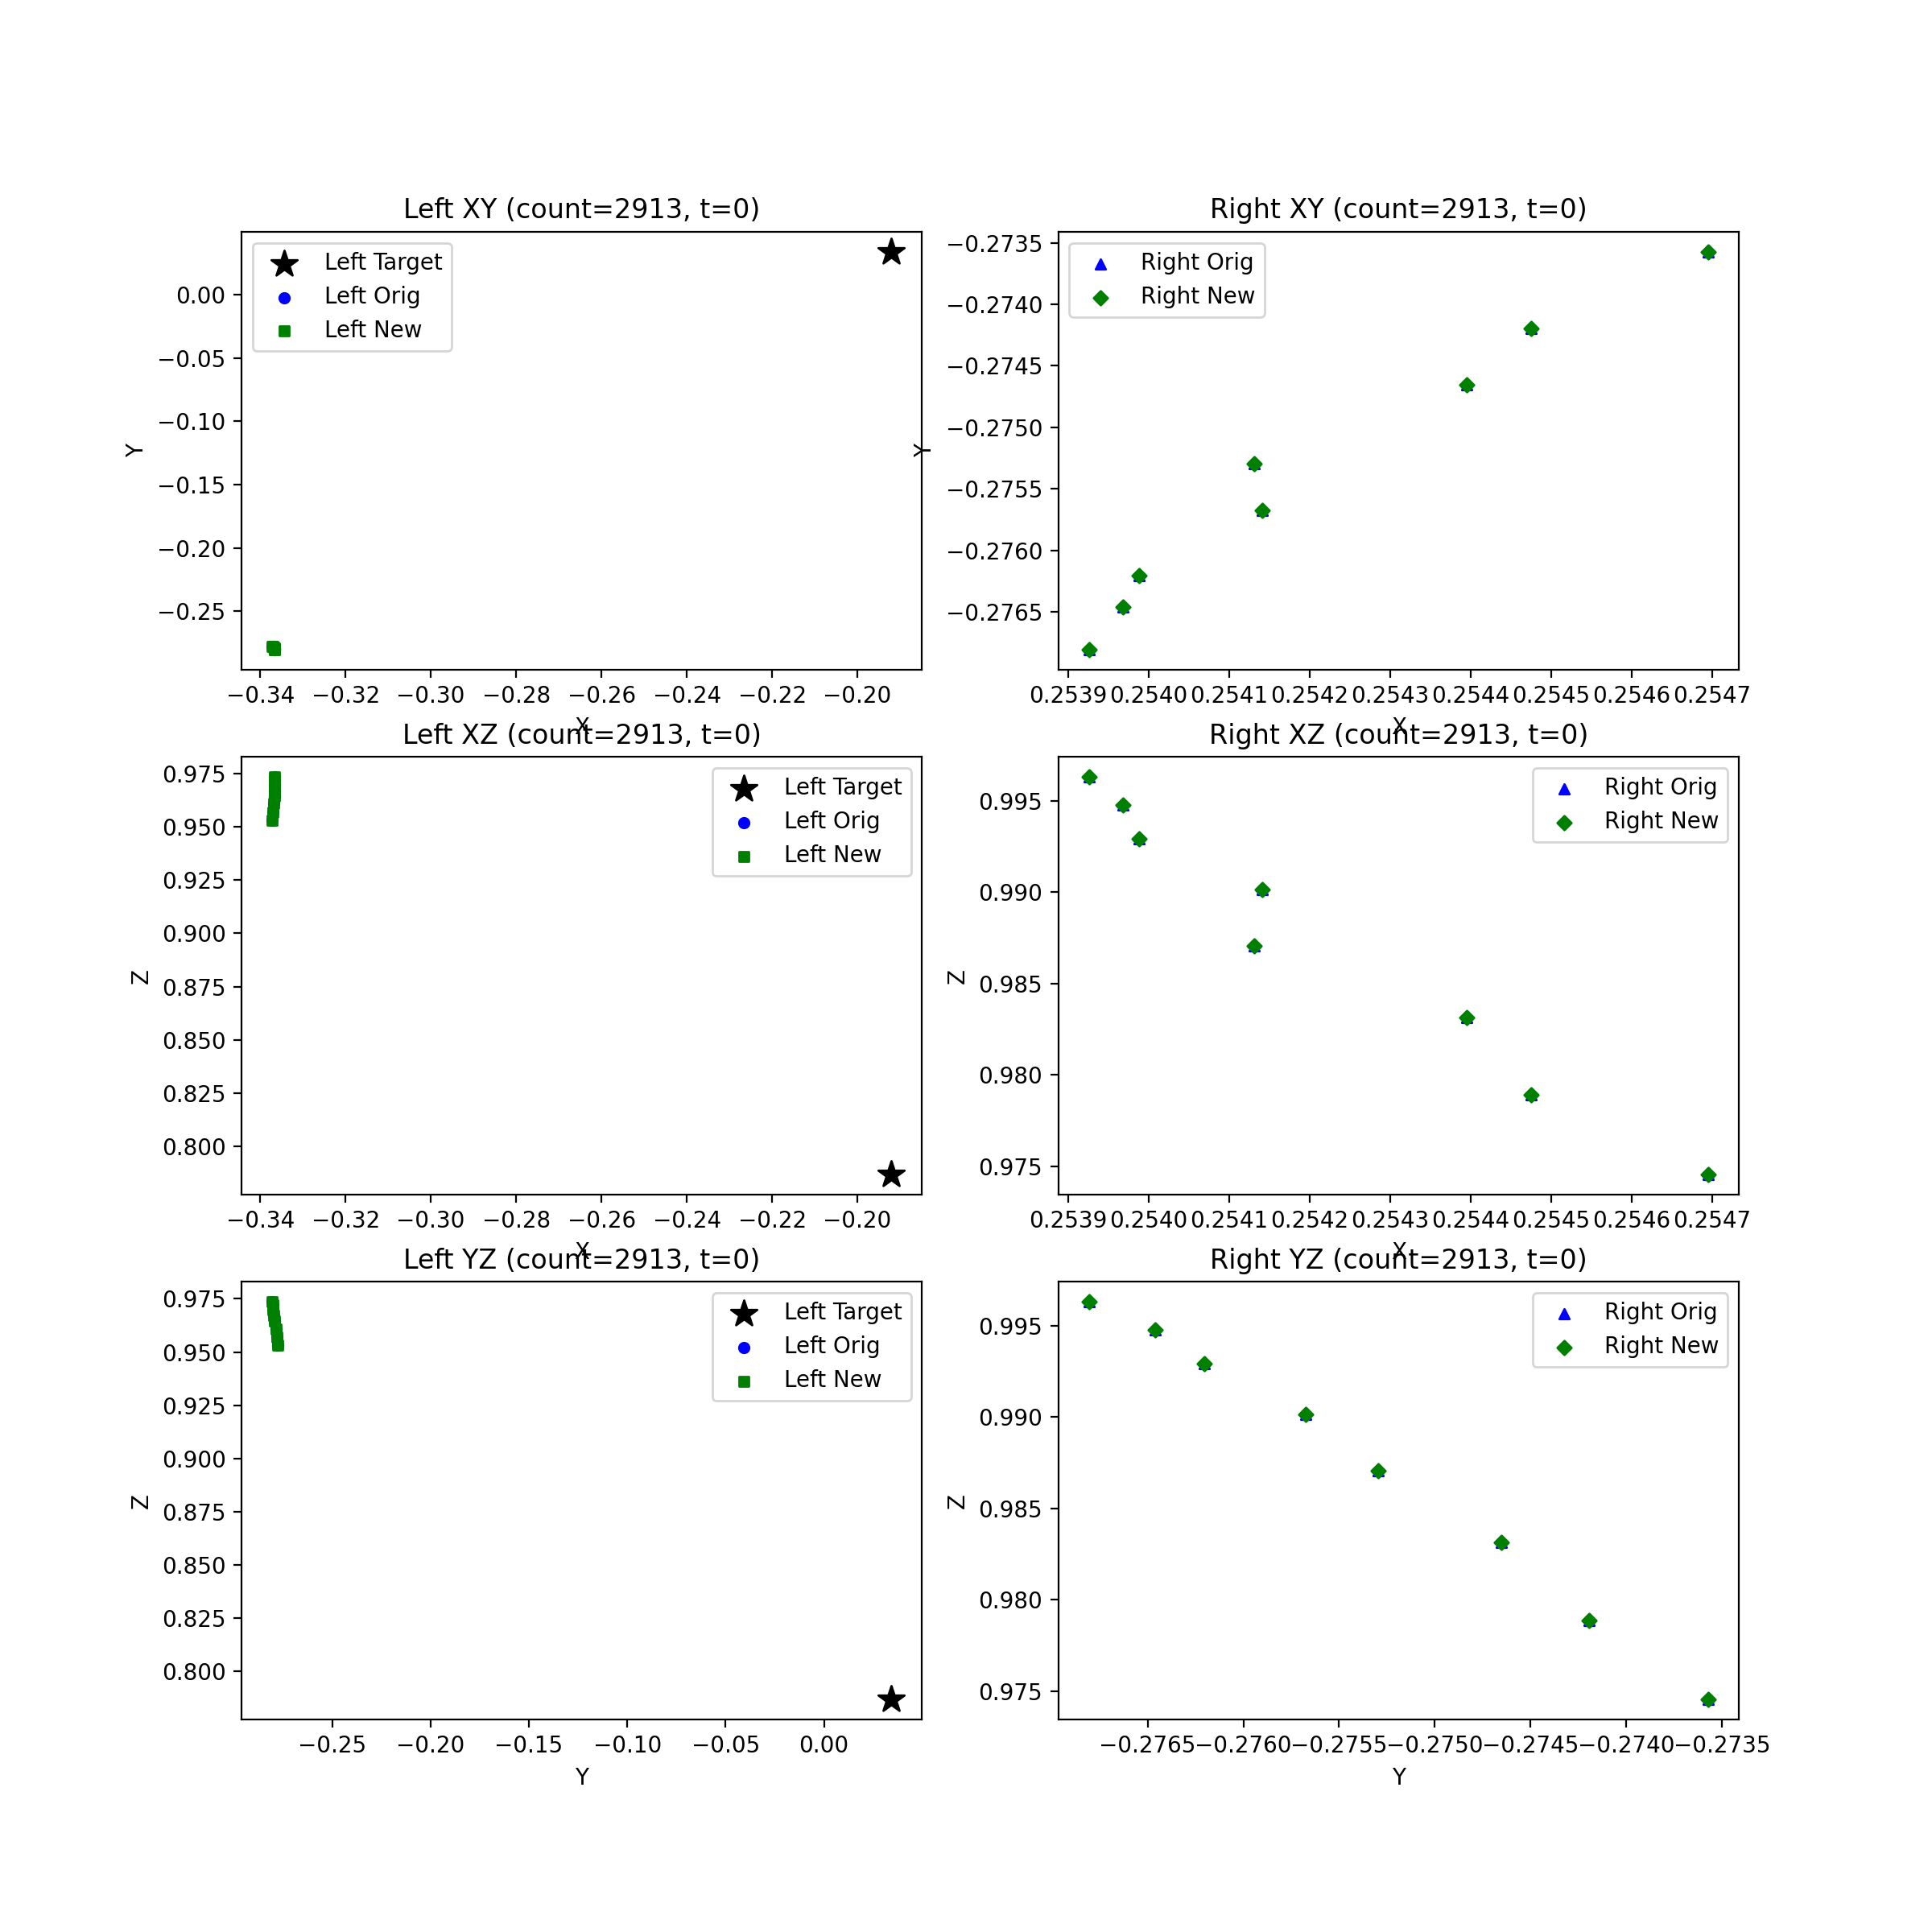 Left XY (count=2913, t=0)
Left Target
Left Orig
Left New
0.00
−0.05
−0.10
−0.15
−0.20
−0.25
Y
−0.34 −0.32 −0.30 −0.28 −0.26 −0.24 −0.22 −0.20
X
Right XY (count=2913, t=0)
Right Orig
Right New
−0.2735
−0.2740
−0.2745
−0.2750
−0.2755
−0.2760
−0.2765
Y
0.2539 0.2540 0.2541 0.2542 0.2543 0.2544 0.2545 0.2546 0.2547
X
Left XZ (count=2913, t=0)
Left Target
Left Orig
Left New
0.975
0.950
0.925
0.900
0.875
0.850
0.825
0.800
Z
−0.34 −0.32 −0.30 −0.28 −0.26 −0.24 −0.22 −0.20
X
Right XZ (count=2913, t=0)
Right Orig
Right New
0.995
0.990
0.985
0.980
0.975
Z
0.2539 0.2540 0.2541 0.2542 0.2543 0.2544 0.2545 0.2546 0.2547
X
Left YZ (count=2913, t=0)
Left Target
Left Orig
Left New
0.975
0.950
0.925
0.900
0.875
0.850
0.825
0.800
Z
−0.25 −0.20 −0.15 −0.10 −0.05 0.00
Y
Right YZ (count=2913, t=0)
Right Orig
Right New
0.995
0.990
0.985
0.980
0.975
Z
−0.2765 −0.2760 −0.2755 −0.2750 −0.2745 −0.2740 −0.2735
Y